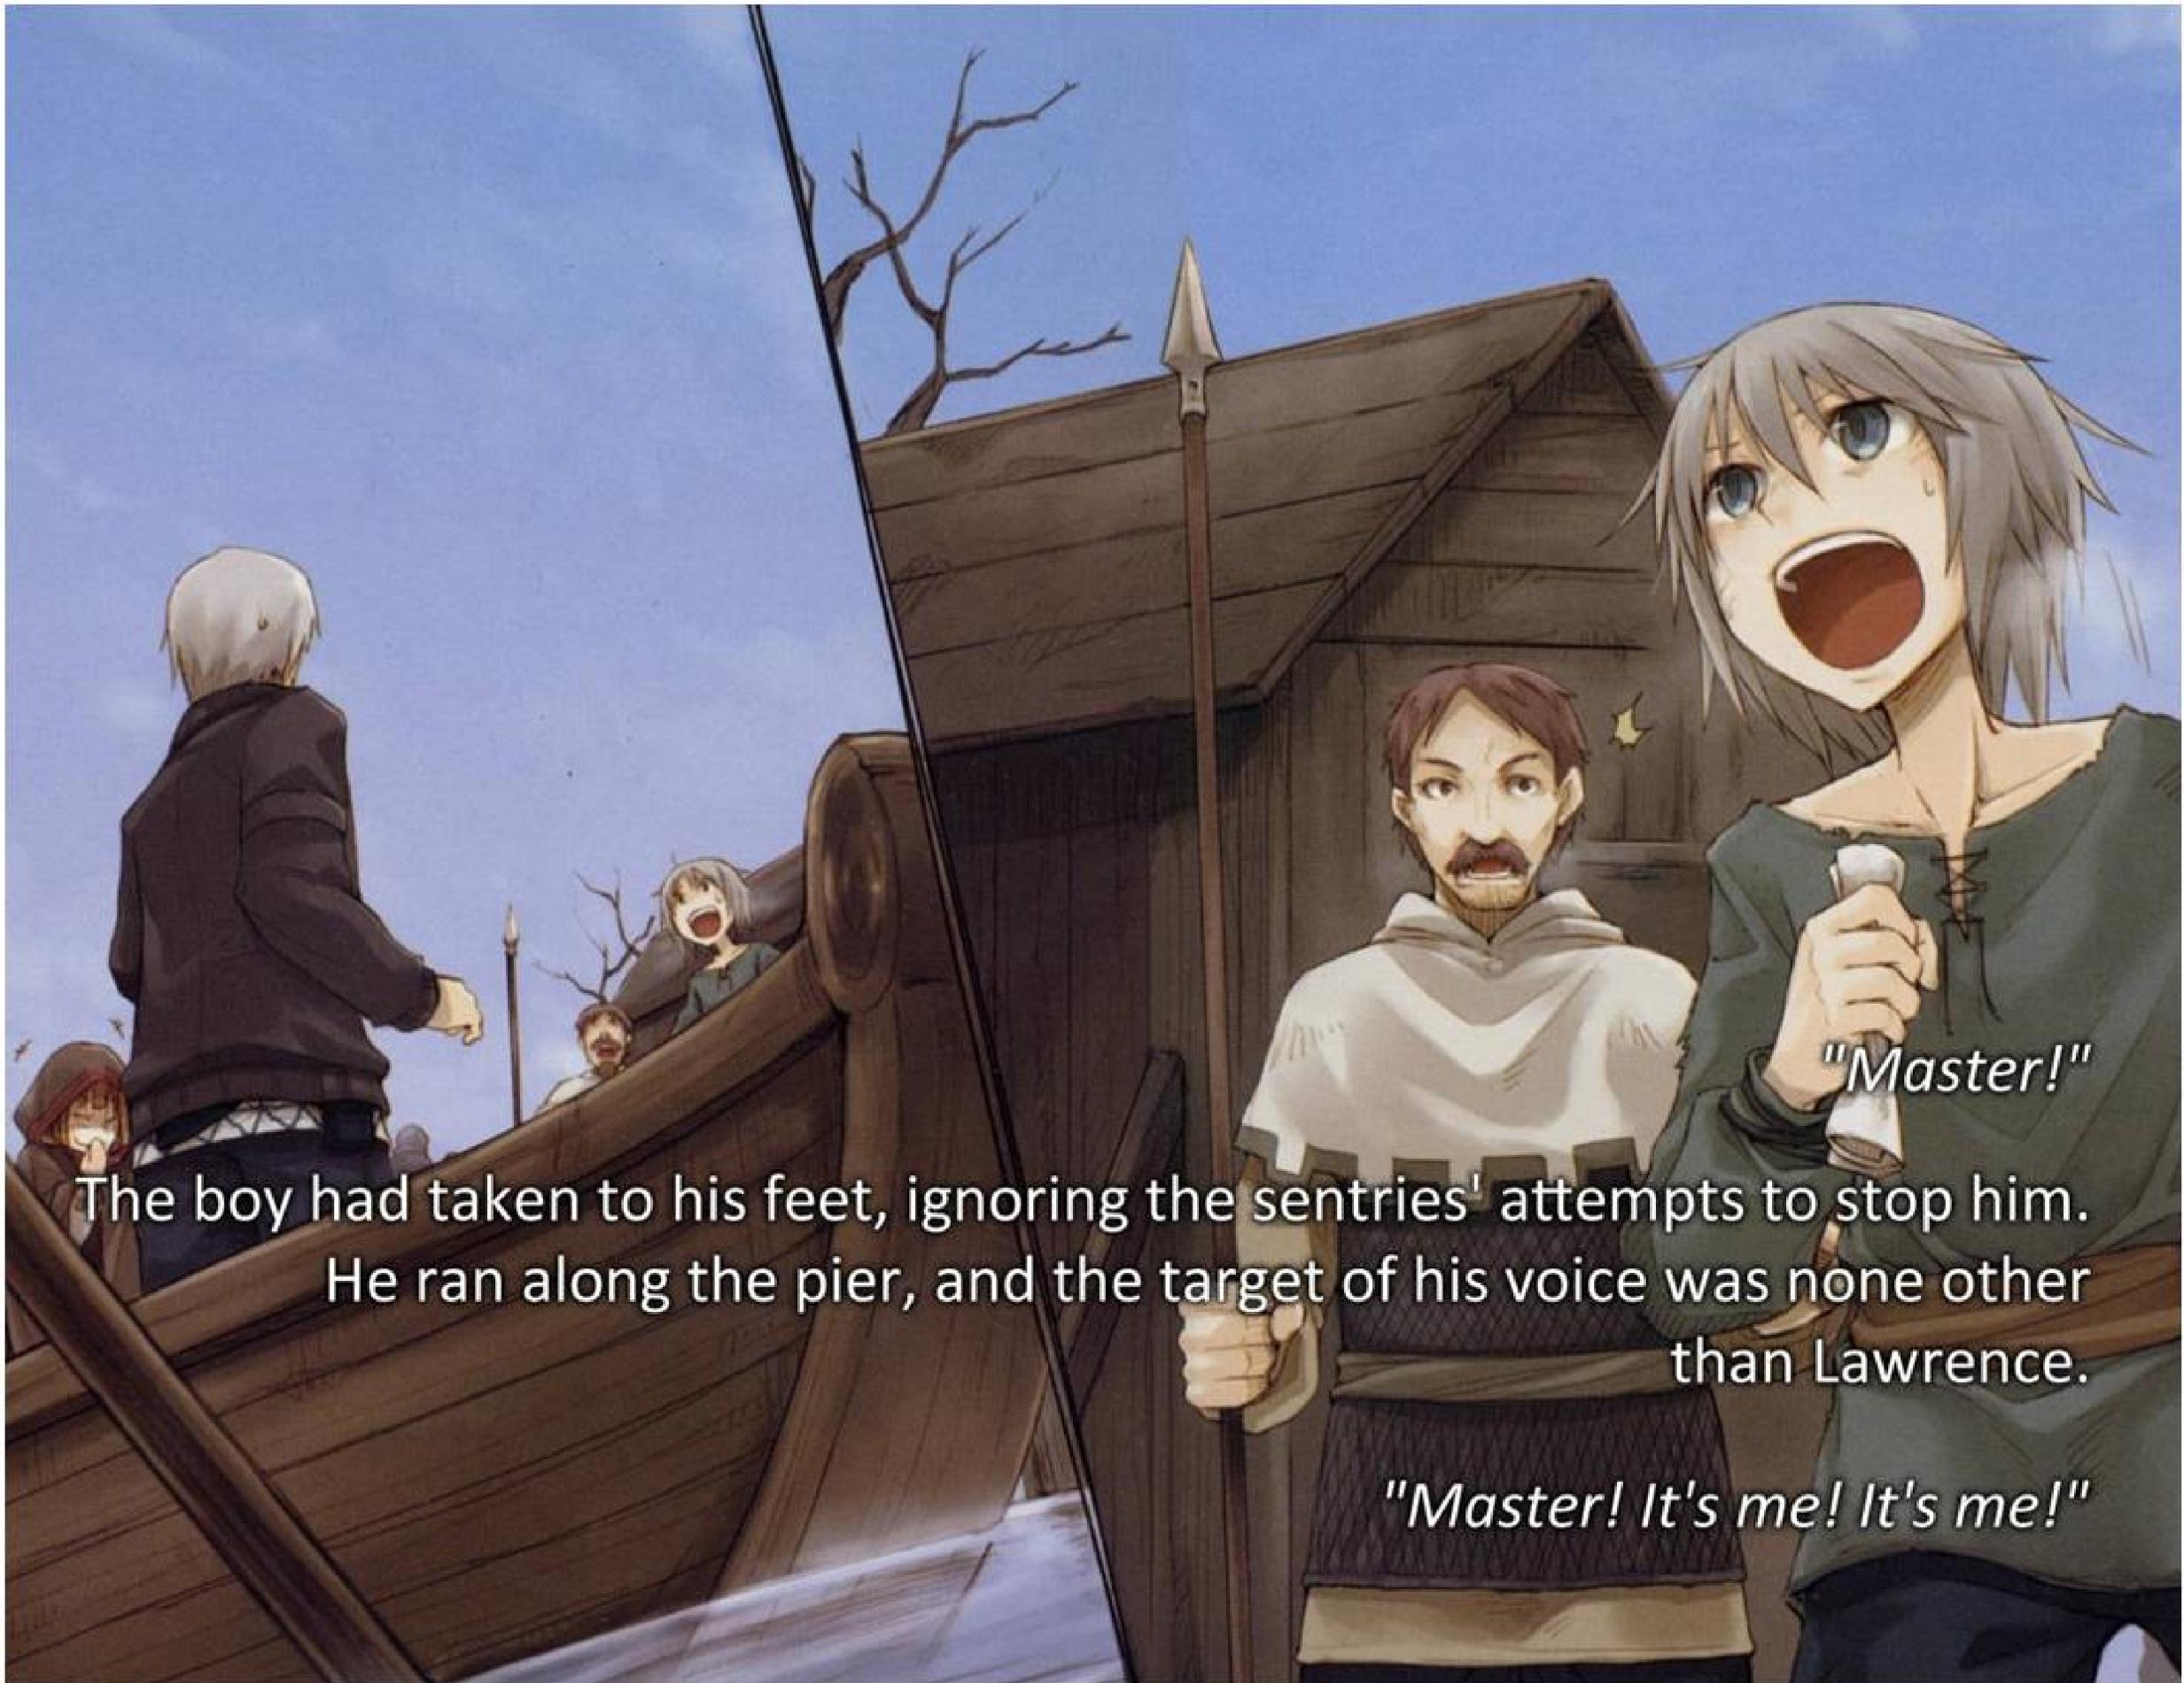 "Master!"
The boy had taken to his feet, ignoring the sentries' attempts to stop him.
He ran along the pier, and the target of his voice was none other
than Lawrence.
"Master! It's me! It's me!"